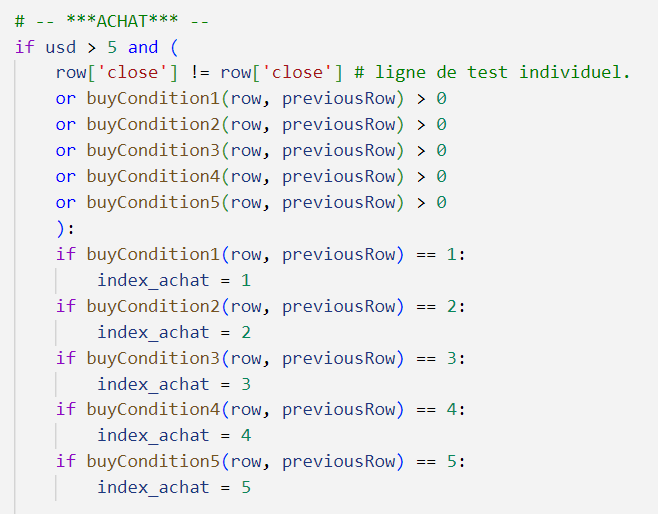 # -- ***ACHAT*** --
if usd > 5 and (
    row['close'] != row['close'] # ligne de test individuel.
    or buyCondition1(row, previousRow) > 0
    or buyCondition2(row, previousRow) > 0
    or buyCondition3(row, previousRow) > 0
    or buyCondition4(row, previousRow) > 0
    or buyCondition5(row, previousRow) > 0
    ):
    if buyCondition1(row, previousRow) == 1:
        index_achat = 1
    if buyCondition2(row, previousRow) == 2:
        index_achat = 2
    if buyCondition3(row, previousRow) == 3:
        index_achat = 3
    if buyCondition4(row, previousRow) == 4:
        index_achat = 4
    if buyCondition5(row, previousRow) == 5:
        index_achat = 5